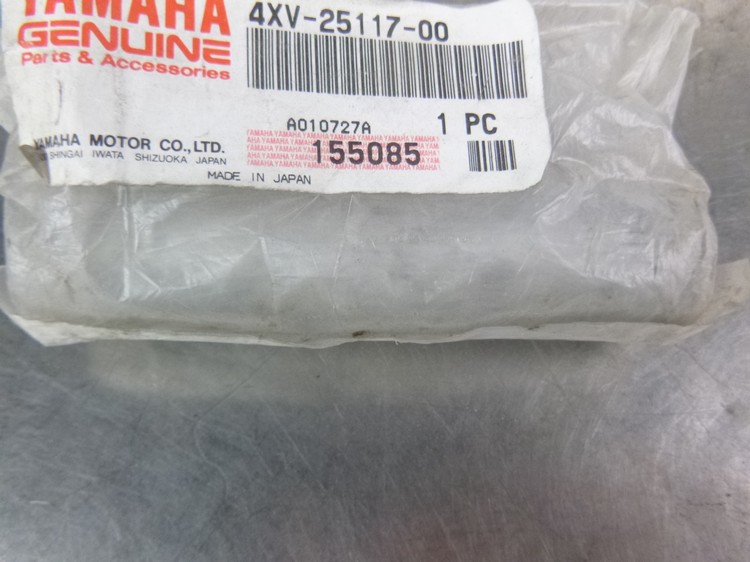 YAMAHA
GENUINE
Parts & Accessories
4XV-25117-00
A010727A
1 PC
YAMAHA MOTOR CO., LTD.
SHINGAI IWATA SHIZUOKA JAPAN
155085
MADE IN JAPAN